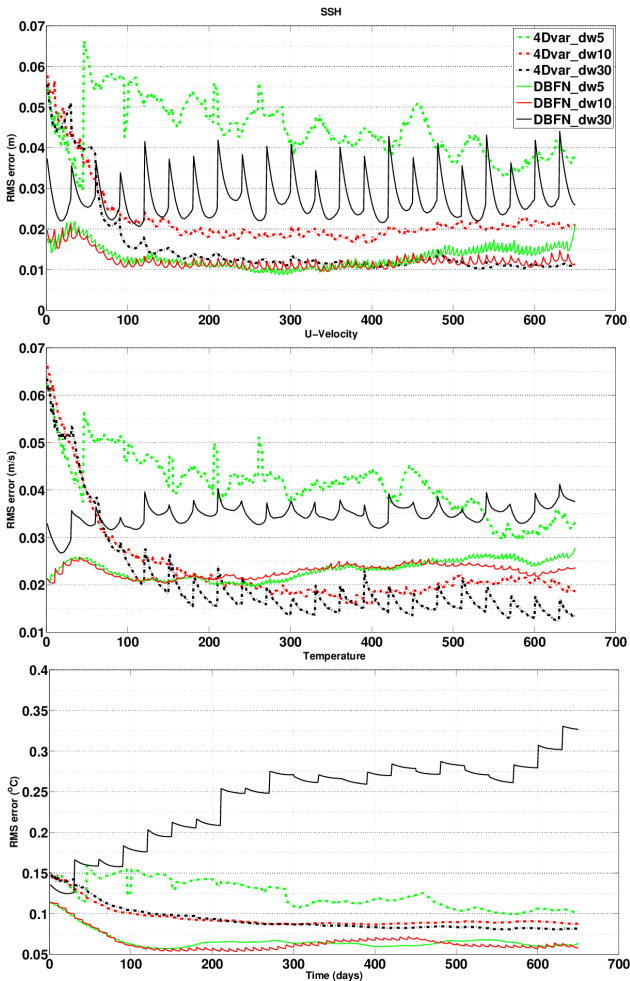 SSH
0.07
0.06
0.05
0.04
0.03
0.02
0.01
0
RMS error (m)
4Dvar_dw5
4Dvar_dw10
4Dvar_dw30
DBFN_dw5
DBFN_dw10
DBFN_dw30
0 100 200 300 400 500 600 700
U−Velocity
0.07
0.06
0.05
0.04
0.03
0.02
0.01
RMS error (m/s)
0 100 200 300 400 500 600 700
Temperature
0.4
0.35
0.3
0.25
0.2
0.15
0.1
0.05
RMS error (°C)
0 100 200 300 400 500 600 700
Time (days)